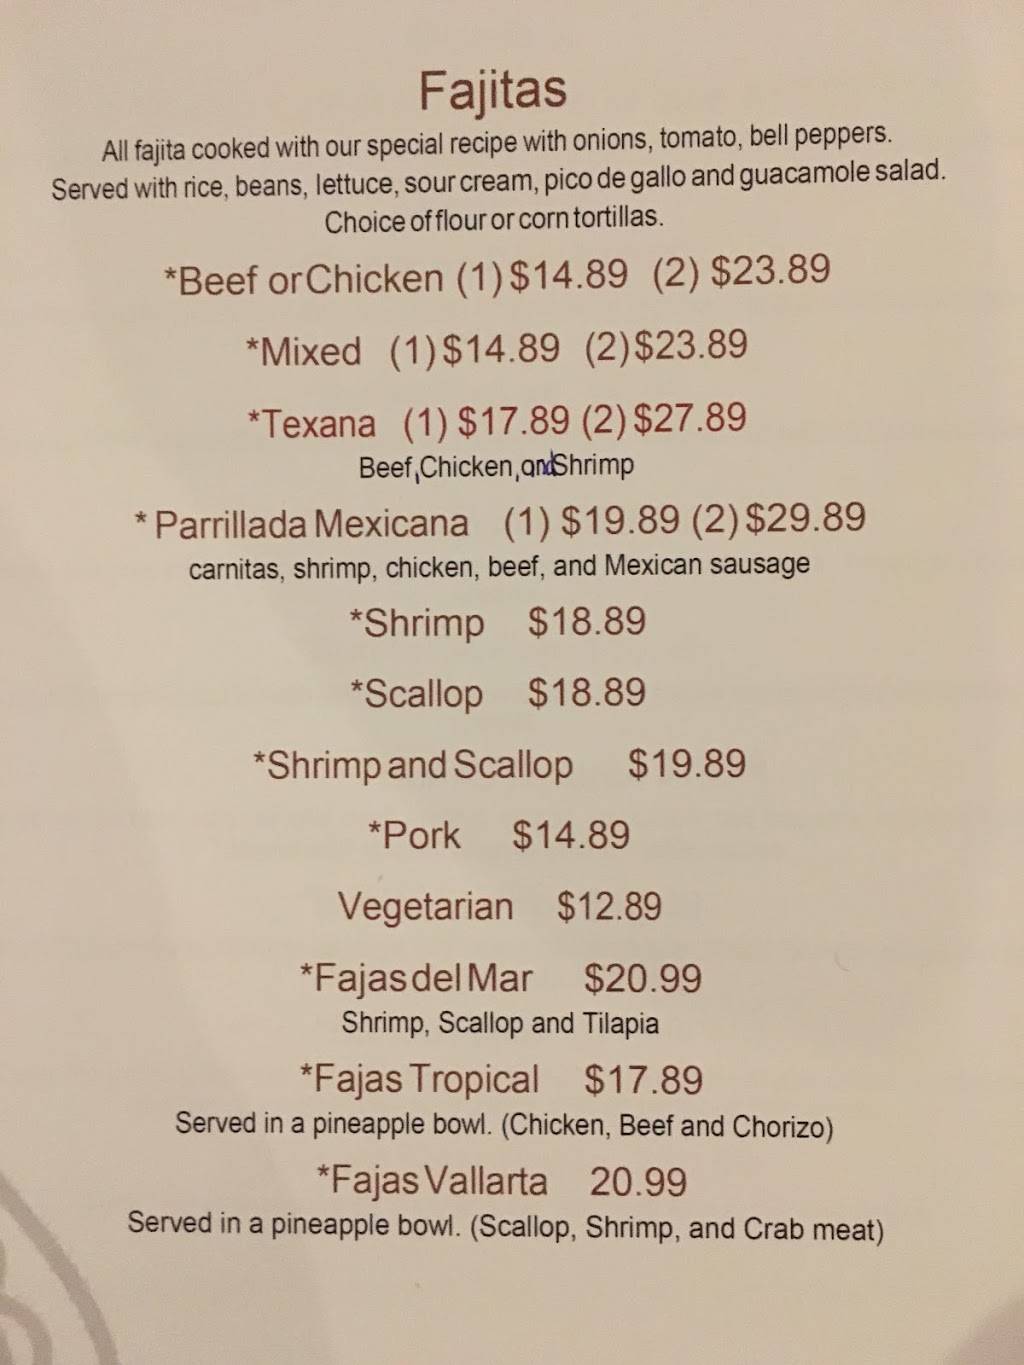 Fajitas
All fajita cooked with our special recipe with onions, tomato, bell peppers.
Served with rice, beans, lettuce, sour cream, pico de gallo and guacamole salad.
Choice of flour or corn tortillas.
*Beef or Chicken (1) $14.89 (2) $23.89
*Mixed (1) $14.89 (2) $23.89
*Texana (1) $17.89 (2) $27.89
Beef, Chicken, and Shrimp
* Parrillada Mexicana (1) $19.89 (2) $29.89
carnitas, shrimp, chicken, beef, and Mexican sausage
*Shrimp $18.89
*Scallop $18.89
*Shrimp and Scallop $19.89
*Pork $14.89
Vegetarian $12.89
*Fajas del Mar $20.99
Shrimp, Scallop and Tilapia
*Fajas Tropical $17.89
Served in a pineapple bowl. (Chicken, Beef and Chorizo)
*Fajas Vallarta 20.99
Served in a pineapple bowl. (Scallop, Shrimp, and Crab meat)